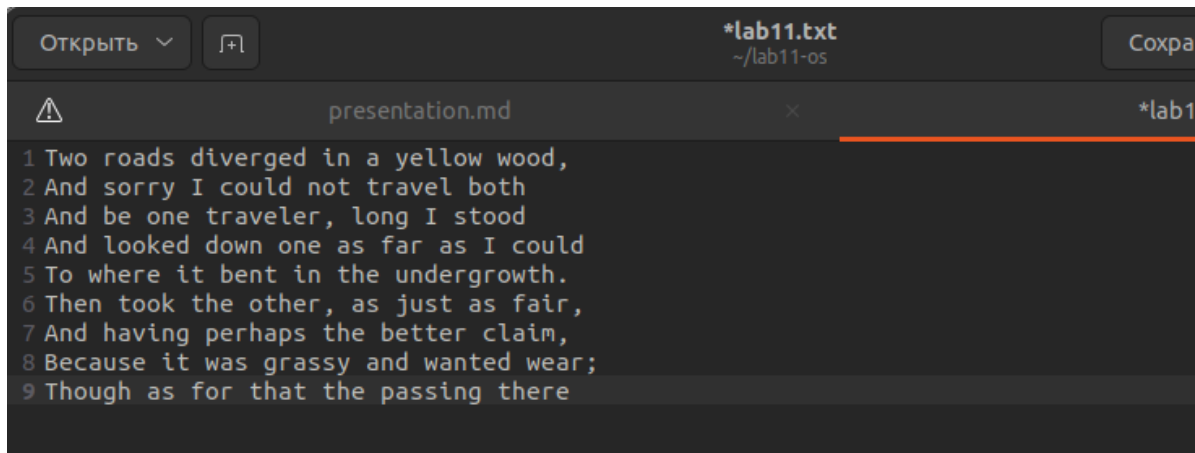 Открыть
*lab11.txt
~/lab11-os
Сохра
presentation.md
*lab1
1 Two roads diverged in a yellow wood,
2 And sorry I could not travel both
3 And be one traveler, long I stood
4 And looked down one as far as I could
5 To where it bent in the undergrowth.
6 Then took the other, as just as fair,
7 And having perhaps the better claim,
8 Because it was grassy and wanted wear;
9 Though as for that the passing there